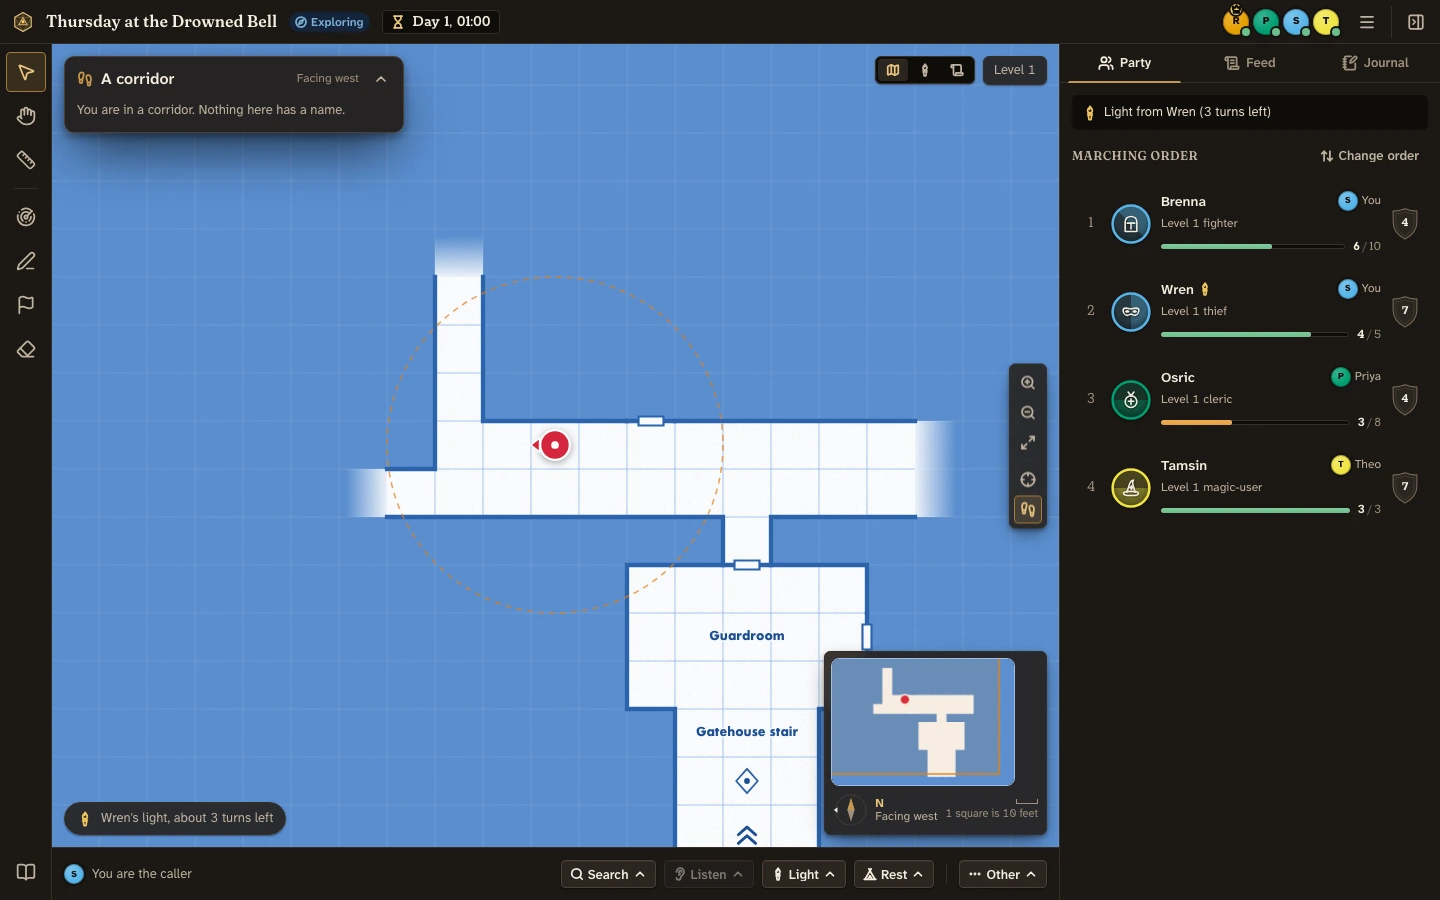 Thursday at the Drowned Bell
Exploring
Day 1, 01:00
R
P
S
T
A corridor
Facing west
You are in a corridor. Nothing here has a name.
Level 1
Party
Feed
Journal
Light from Wren (3 turns left)
MARCHING ORDER
Change order
1
Brenna
S You
Level 1 fighter
6 / 10
4
2
Wren
S You
Level 1 thief
4 / 5
7
3
Osric
P Priya
Level 1 cleric
3 / 8
4
4
Tamsin
T Theo
Level 1 magic-user
3 / 3
7
Guardroom
Gatehouse stair
N
Facing west
1 square is 10 feet
Wren's light, about 3 turns left
S You are the caller
Search
Listen
Light
Rest
Other